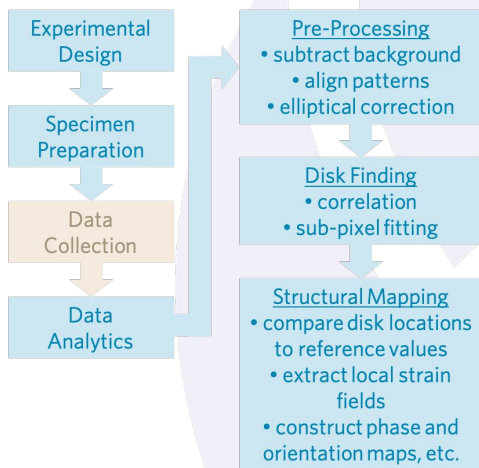 Experimental
Design
Specimen
Preparation
Data
Collection
Data
Analytics
Pre-Processing
• subtract background
• align patterns
• elliptical correction
Disk Finding
• correlation
• sub-pixel fitting
Structural Mapping
• compare disk locations
to reference values
• extract local strain
fields
• construct phase and
orientation maps, etc.